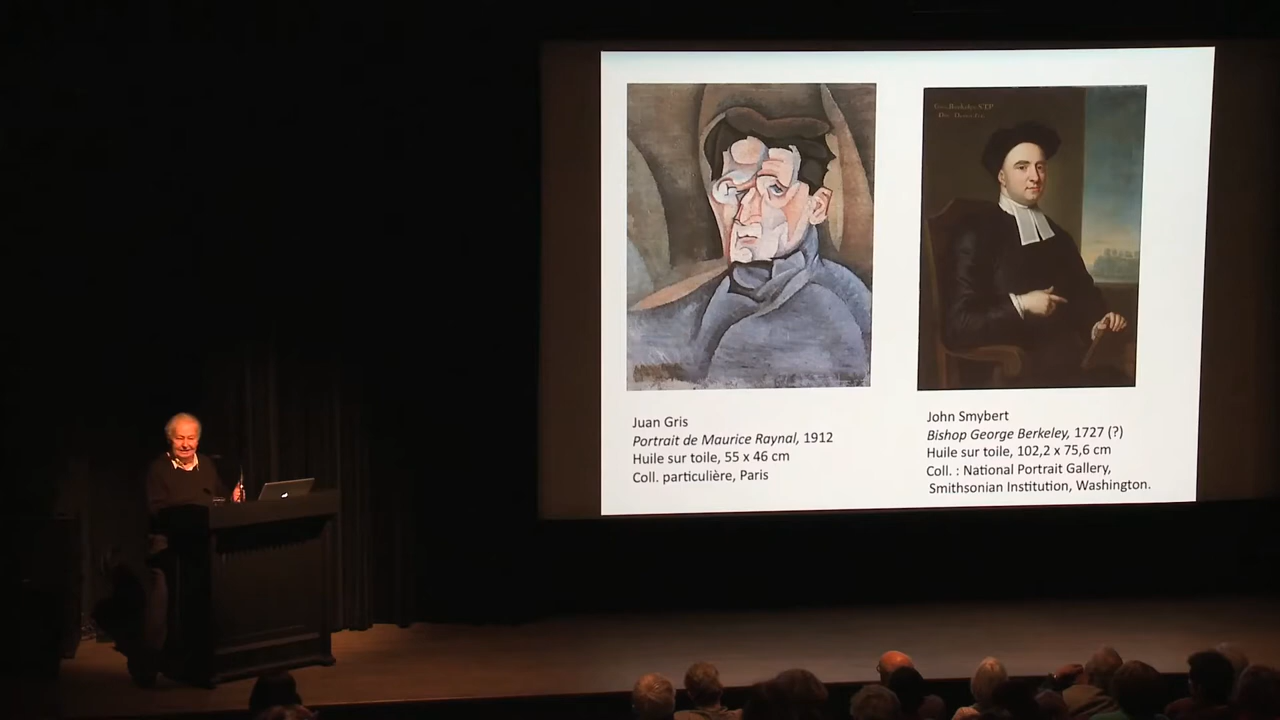 Juan Gris
Portrait de Maurice Raynal, 1912
Huile sur toile, 55 x 46 cm
Coll. particulière, Paris
John Smybert
Bishop George Berkeley, 1727 (?)
Huile sur toile, 102,2 x 75,6 cm
Coll. : National Portrait Gallery,
Smithsonian Institution, Washington.